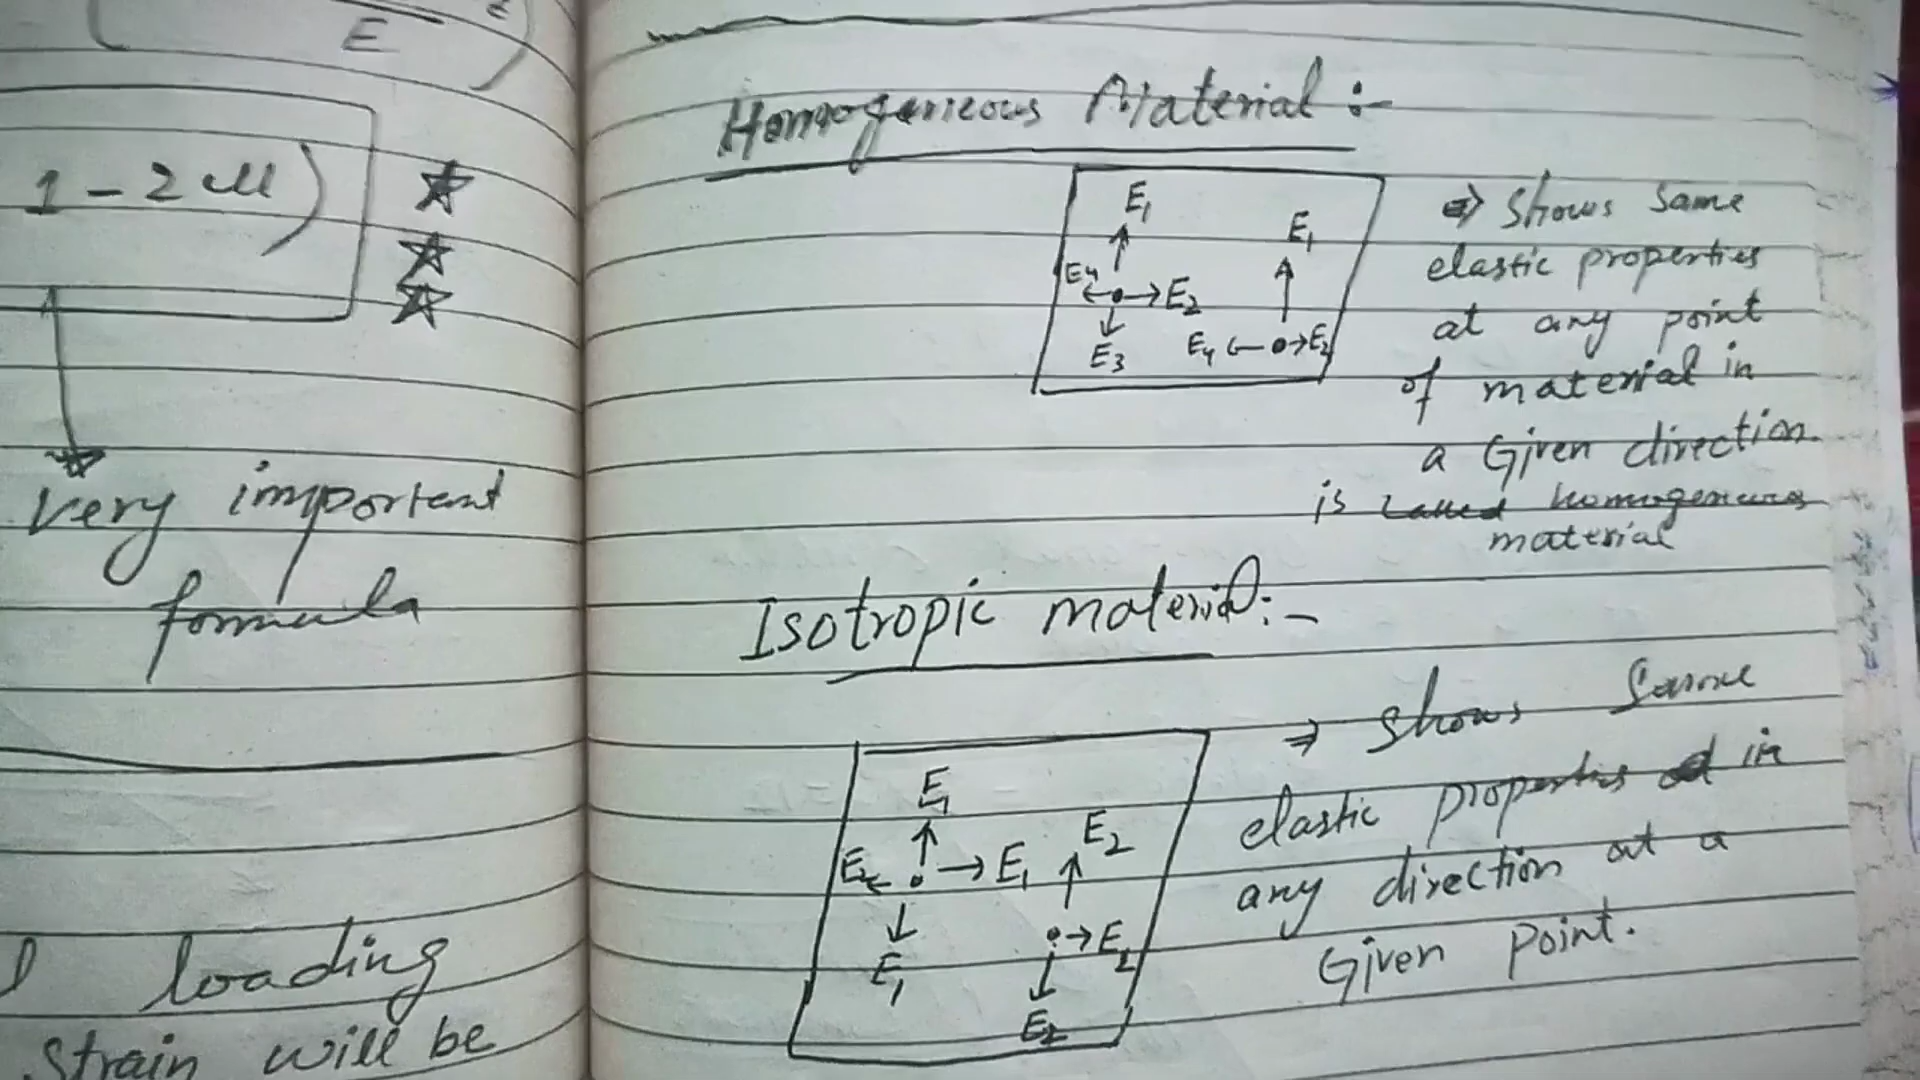 E
1 - 2 μ )
very important
formula
loading
strain will be
Homogeneous Material :-
E1
E1
E4
E2
E3
E4
E2
⇒ Shows Same
elastic properties
at any point
of material in
a Given direction.
is called homogeneous
material
Isotropic material:-
E1
E2
E1
E1
E2
E2
⇒ Shows Same
elastic properties in
any direction at a
Given point.